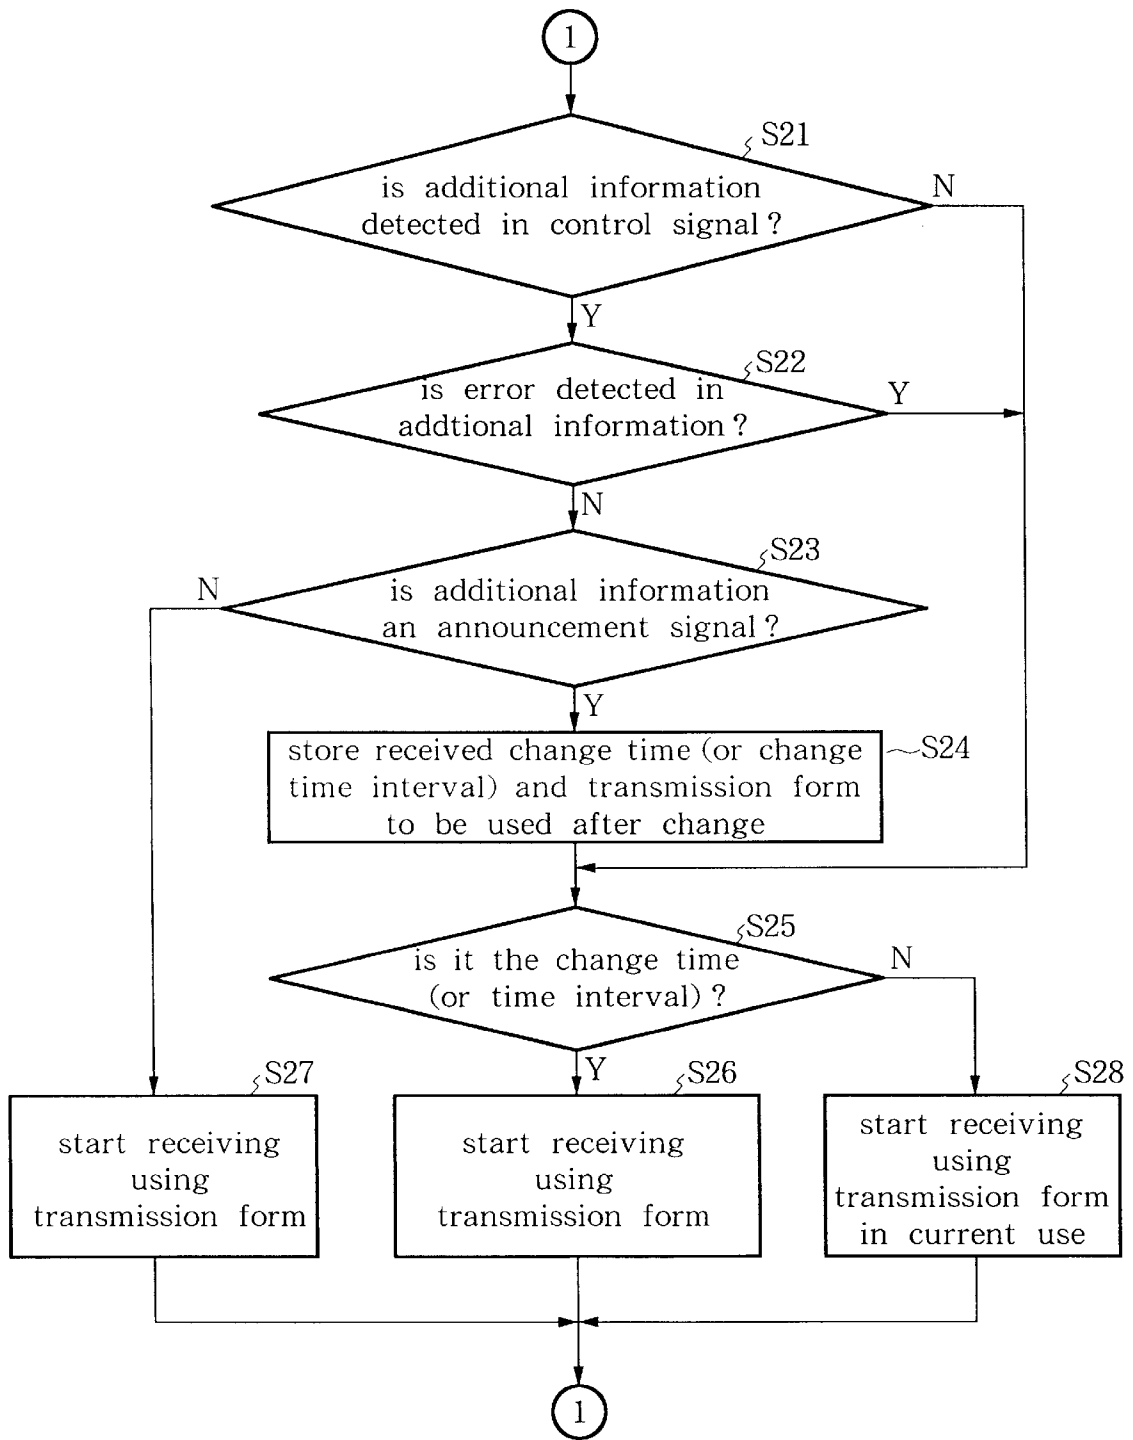 1
S21
is additional information
detected in control signal?
N
Y
S22
is error detected in
addtional information?
Y
N
S23
is additional information
an announcement signal?
N
Y
S24
store received change time (or change
time interval) and transmission form
to be used after change
S25
is it the change time
(or time interval)?
N
Y
S27
start receiving
using
transmission form
S26
start receiving
using
transmission form
S28
start receiving
using
transmission form
in current use
1